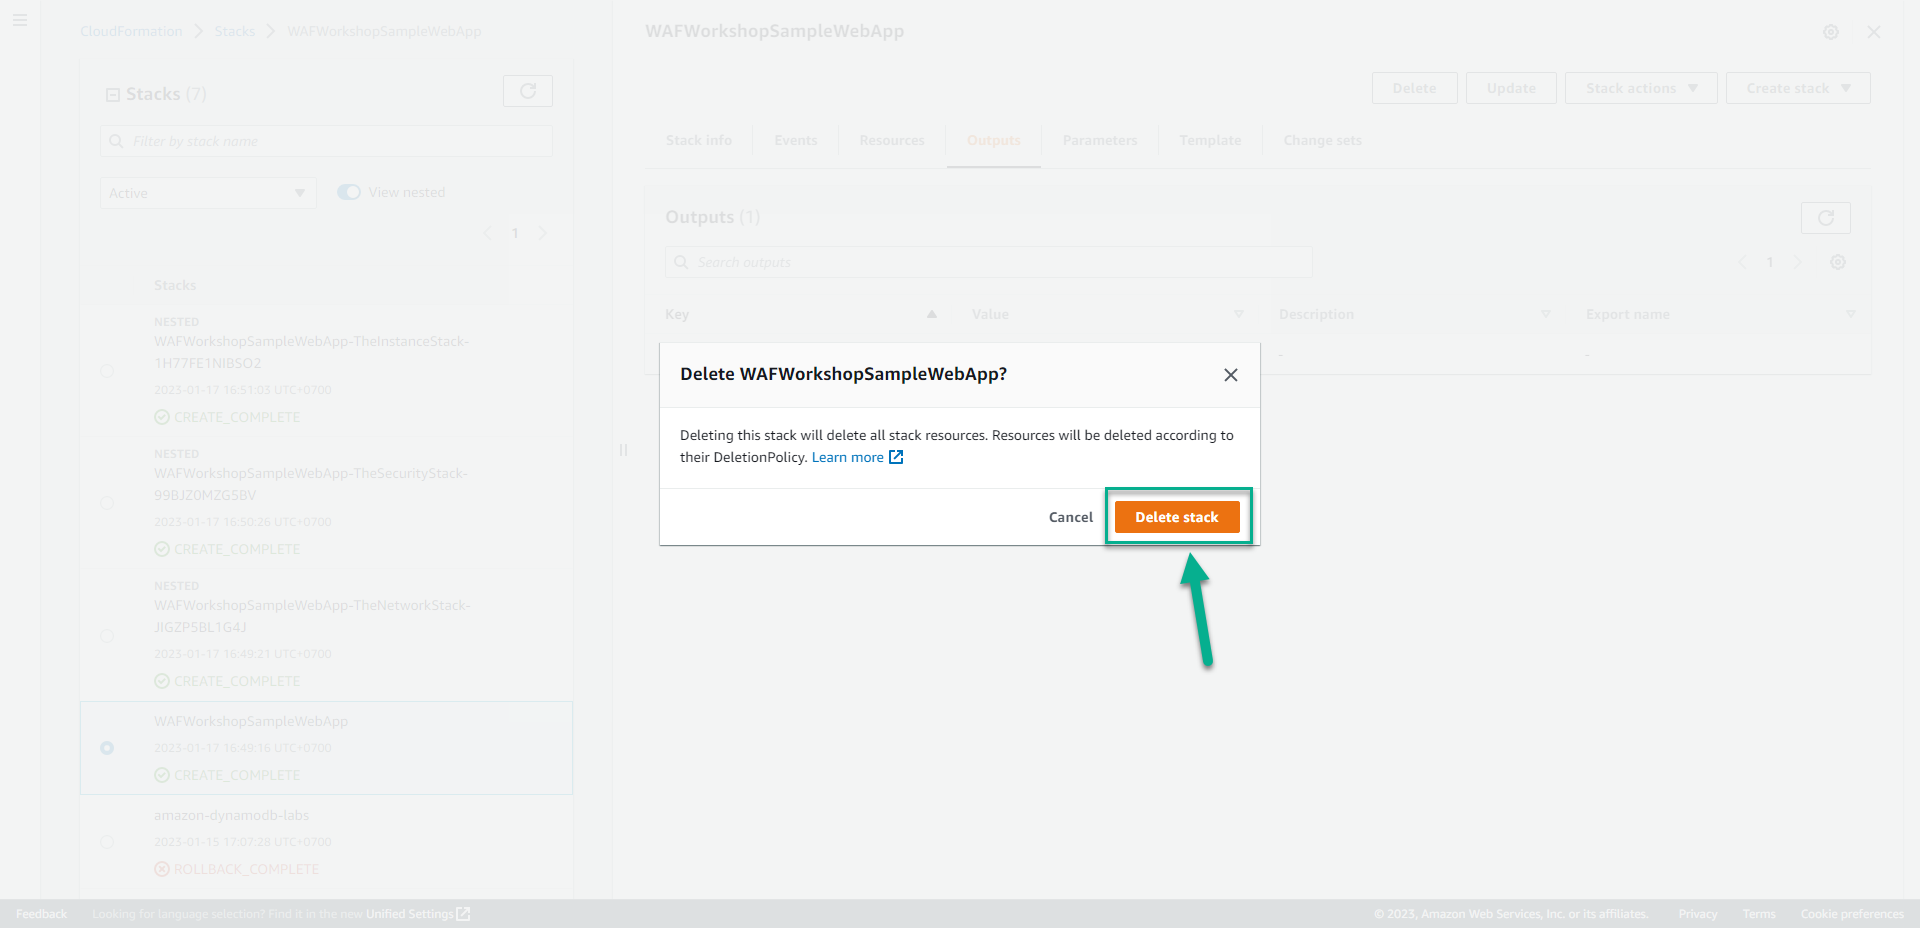 CloudFormation > Stacks > WAFWorkshopSampleWebApp
Stacks (7)
Filter by stack name
Active
View nested
1
Stacks
NESTED
WAFWorkshopSampleWebApp-TheInstanceStack-
1H77FE1NIBSO2
2023-01-17 16:51:03 UTC+0700
CREATE_COMPLETE
NESTED
WAFWorkshopSampleWebApp-TheSecurityStack-
99BJZ0MZG5BV
2023-01-17 16:50:26 UTC+0700
CREATE_COMPLETE
NESTED
WAFWorkshopSampleWebApp-TheNetworkStack-
JIGZP5BL1G4J
2023-01-17 16:49:21 UTC+0700
CREATE_COMPLETE
WAFWorkshopSampleWebApp
2023-01-17 16:49:16 UTC+0700
CREATE_COMPLETE
amazon-dynamodb-labs
2023-01-15 17:07:28 UTC+0700
ROLLBACK_COMPLETE
WAFWorkshopSampleWebApp
Delete Update Stack actions Create stack
Stack info Events Resources Outputs Parameters Template Change sets
Outputs (1)
Search outputs
1
Key Value Description Export name
- -
Delete WAFWorkshopSampleWebApp?
Deleting this stack will delete all stack resources. Resources will be deleted according to
their DeletionPolicy. Learn more
Cancel Delete stack
Feedback Looking for language selection? Find it in the new Unified Settings © 2023, Amazon Web Services, Inc. or its affiliates. Privacy Terms Cookie preferences